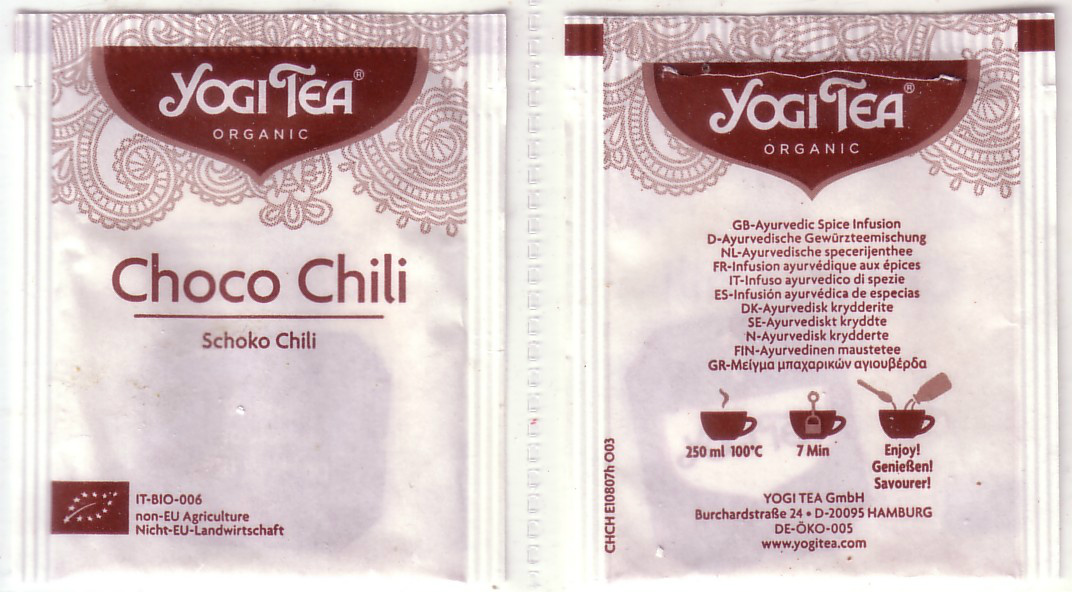 YOGI TEA®
ORGANIC
Choco Chili
Schoko Chili
IT-BIO-006
non-EU Agriculture
Nicht-EU-Landwirtschaft
YOGI TEA®
ORGANIC
GB-Ayurvedic Spice Infusion
D-Ayurvedische Gewürzteemischung
NL-Ayurvedische specerijenthee
FR-Infusion ayurvédique aux épices
IT-Infuso ayurvedico di spezie
ES-Infusión ayurvédica de especias
DK-Ayurvedisk krydderite
SE-Ayurvediskt kryddte
N-Ayurvedisk krydderte
FIN-Ayurvedinen maustetee
GR-Μείγμα μπαχαρικών αγιουβέρδα
250 ml 100°C
7 Min
Enjoy!
Genießen!
Savourer!
YOGI TEA GmbH
Burchardstraße 24 • D-20095 HAMBURG
DE-ÖKO-005
www.yogitea.com
CHCH EI0807h O03